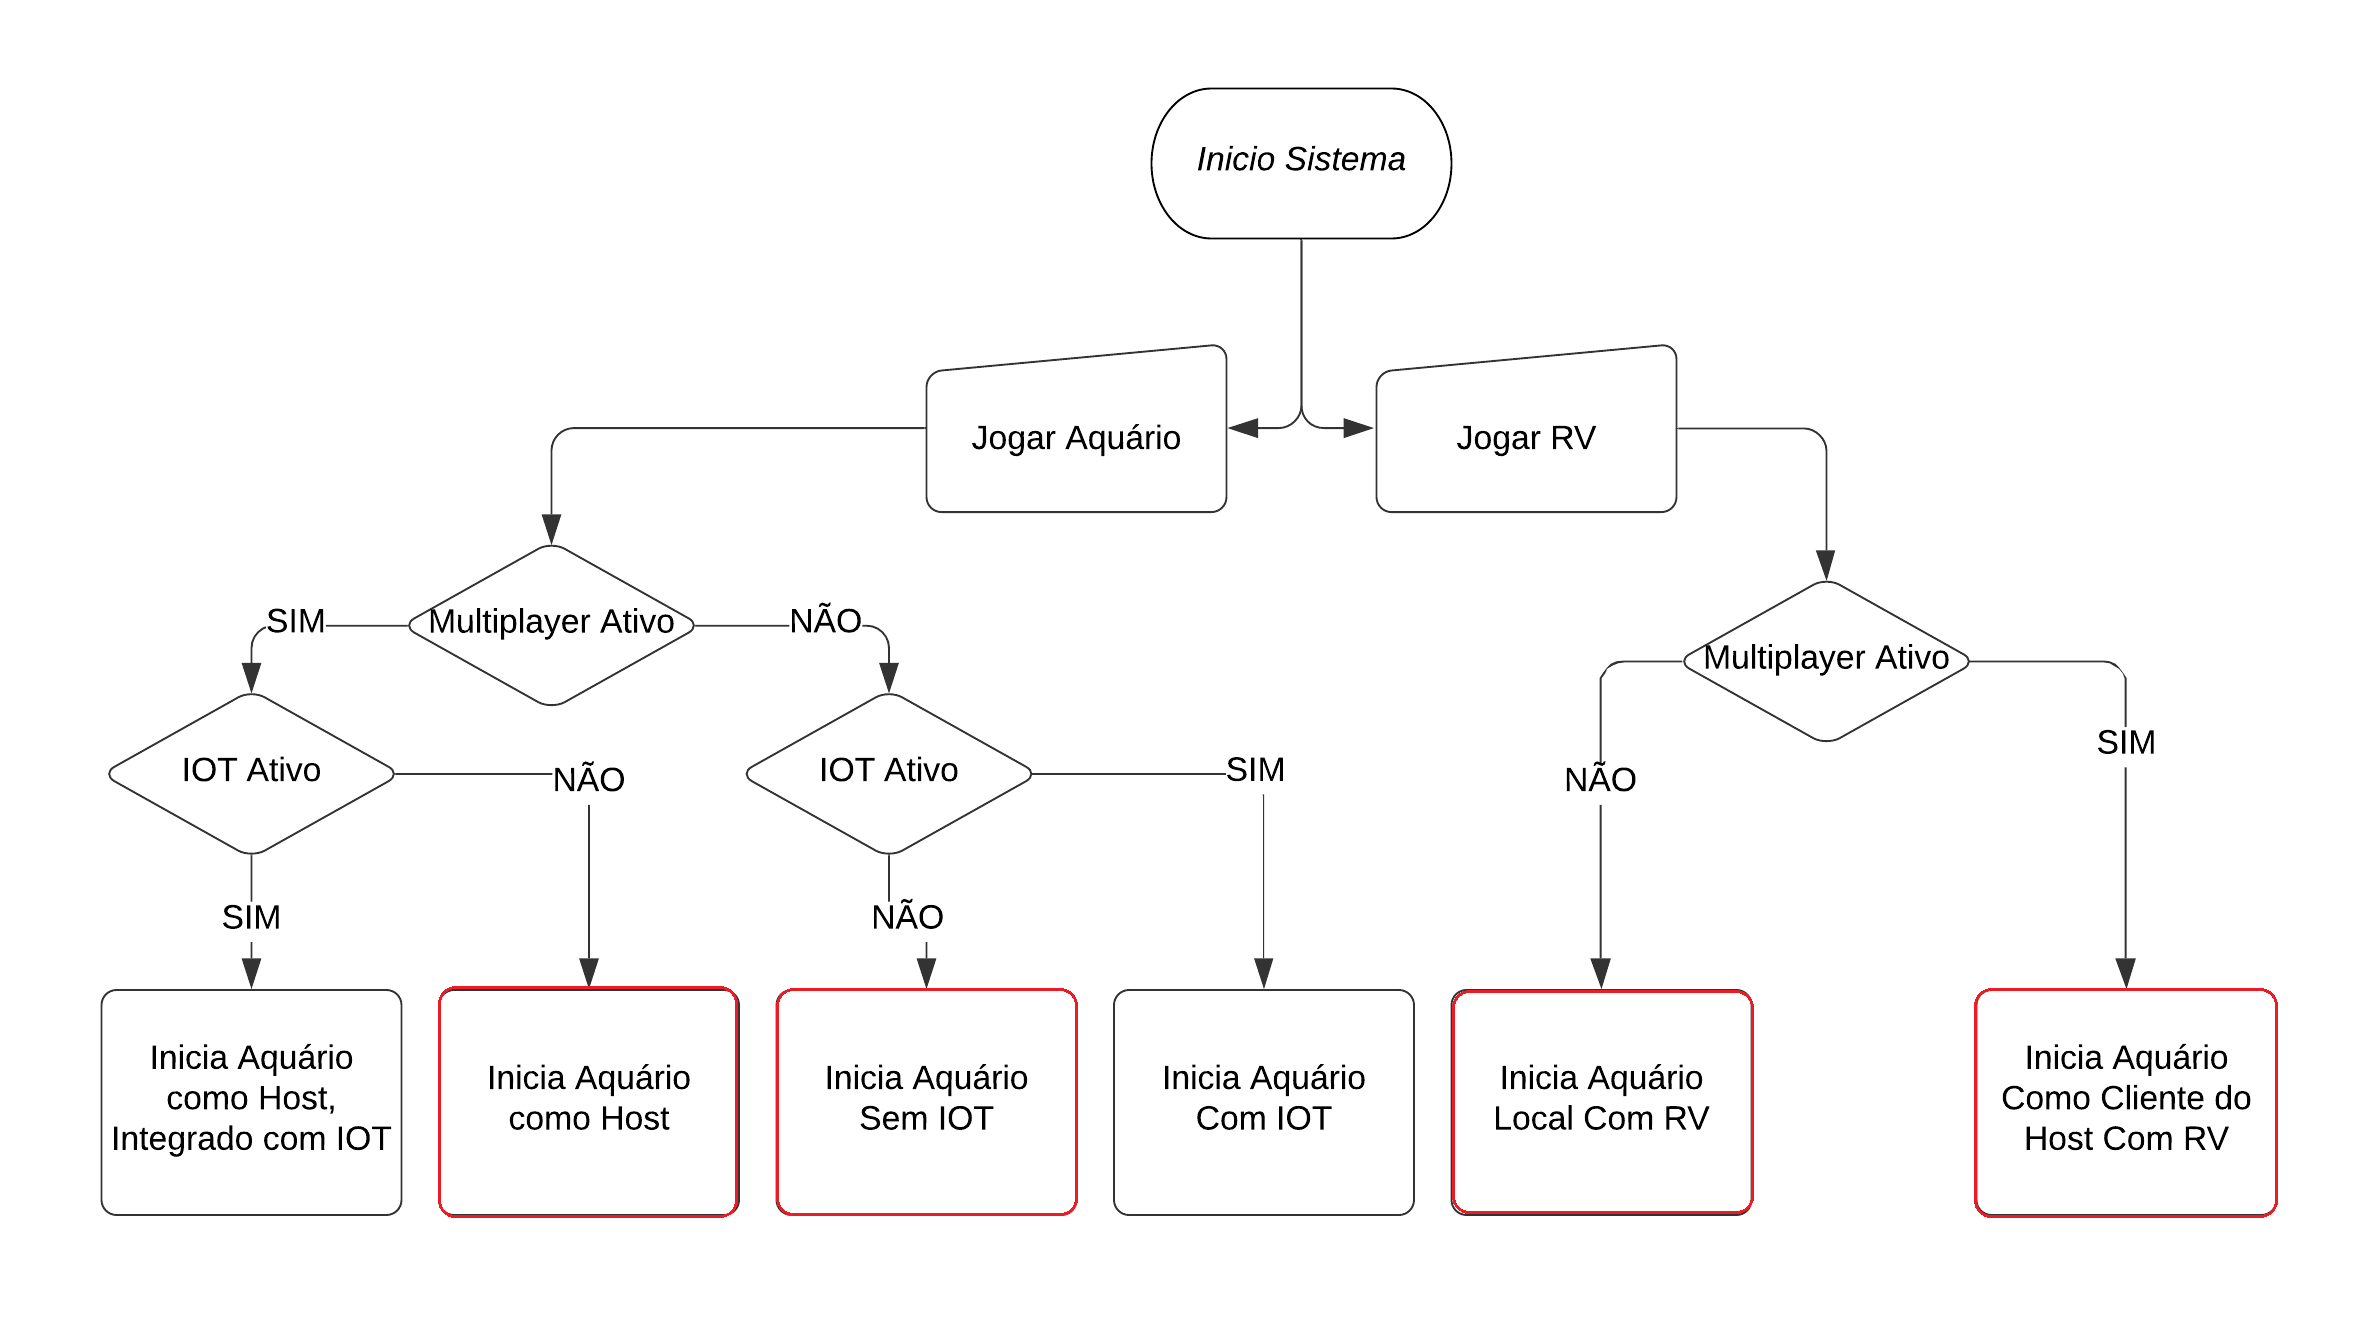 Inicio Sistema
Jogar Aquário
Jogar RV
Multiplayer Ativo
SIM
NÃO
Multiplayer Ativo
IOT Ativo
NÃO
IOT Ativo
SIM
NÃO
SIM
SIM
NÃO
Inicia Aquário
como Host,
Integrado com IOT
Inicia Aquário
como Host
Inicia Aquário
Sem IOT
Inicia Aquário
Com IOT
Inicia Aquário
Local Com RV
Inicia Aquário
Como Cliente do
Host Com RV